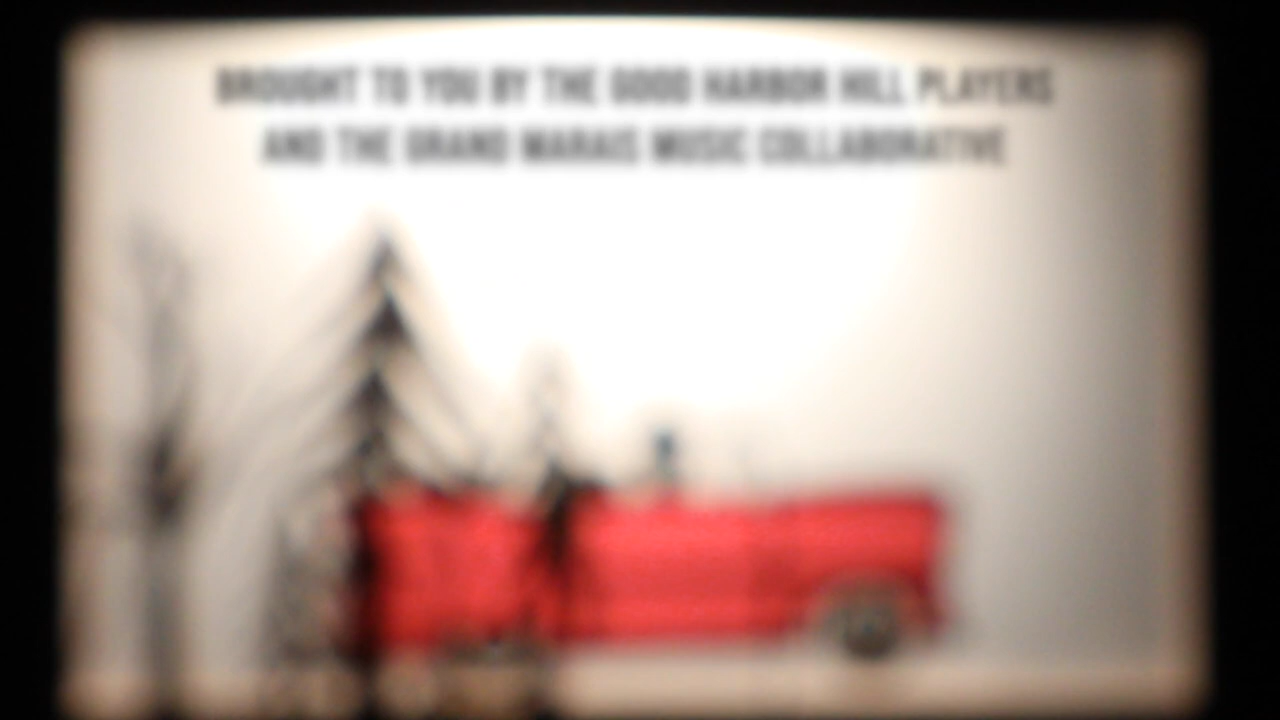 BROUGHT TO YOU BY THE GOOD HARBOR HILL PLAYERS
AND THE GRAND MARAIS MUSIC COLLABORATIVE